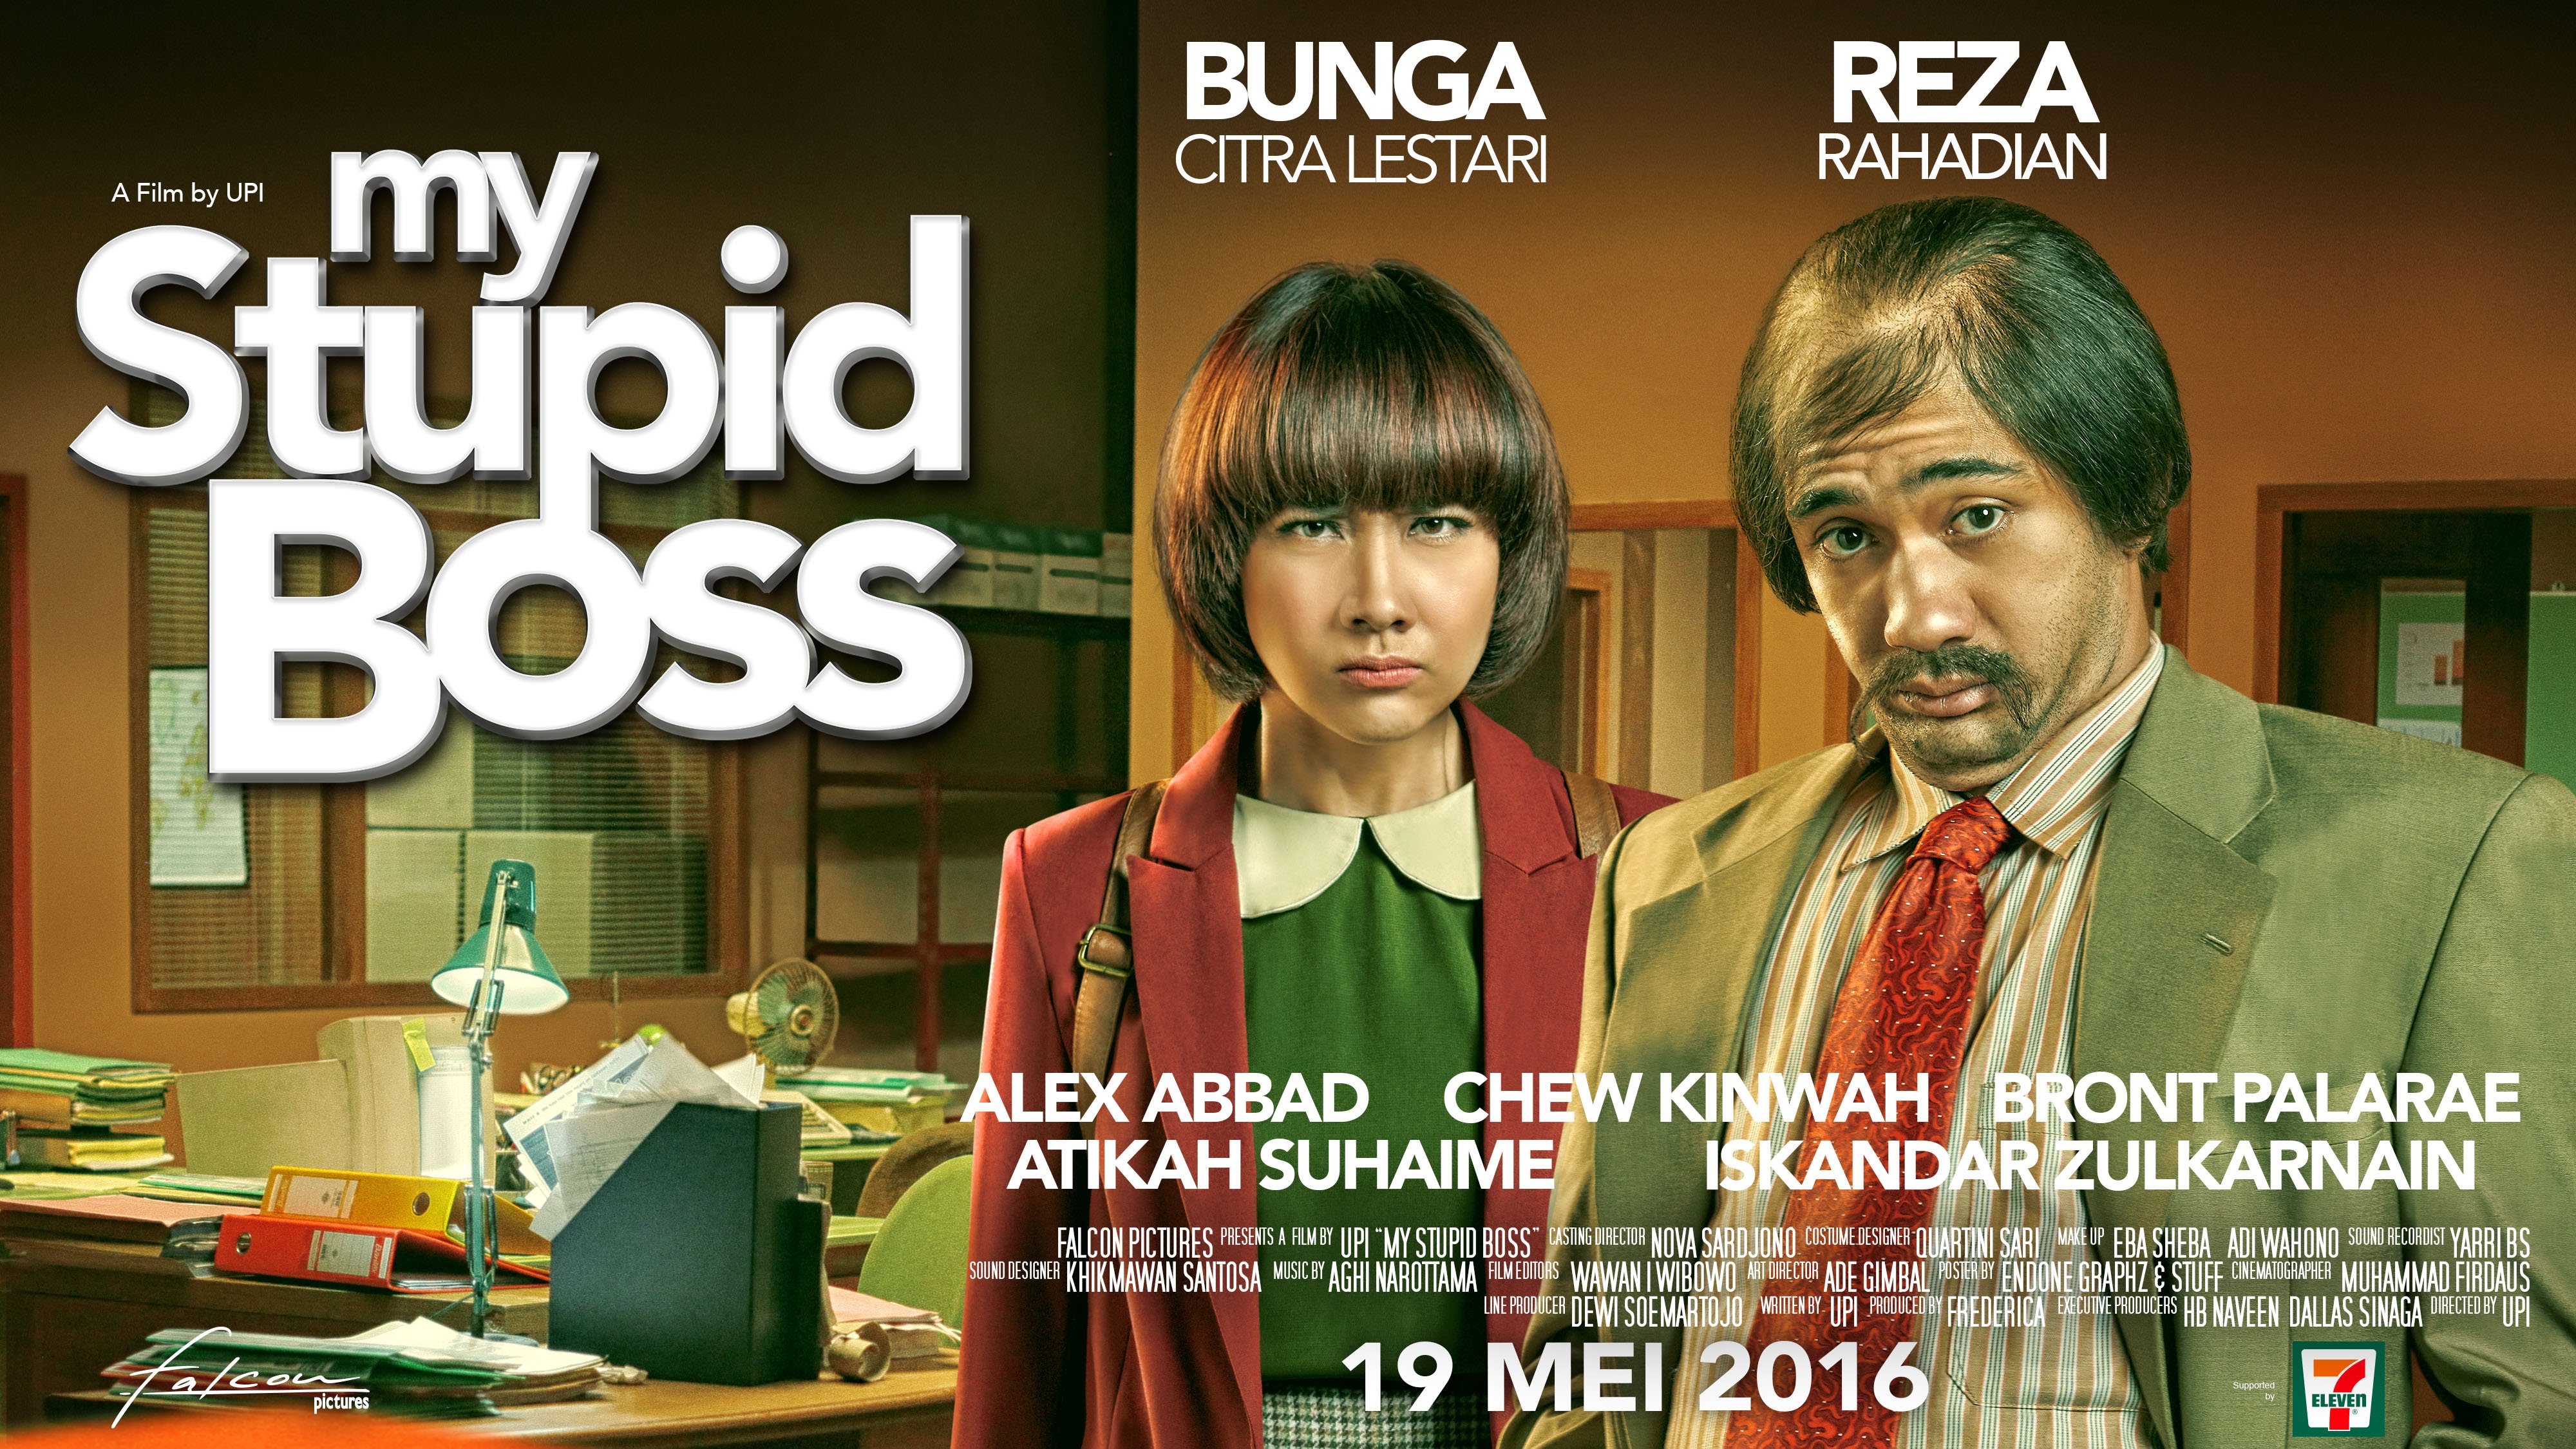 BUNGA
CITRA LESTARI
REZA
RAHADIAN
A Film by UPI
my
Stupid
Boss
ALEX ABBAD CHEW KINWAH BRONT PALARAE
ATIKAH SUHAIME ISKANDAR ZULKARNAIN
FALCON PICTURES PRESENTS A FILM BY UPI “MY STUPID BOSS” CASTING DIRECTOR NOVA SARDJONO COSTUME DESIGNER QUARTINI SARI MAKE UP EBA SHEBA ADI WAHONO SOUND RECORDIST YARRI BS
SOUND DESIGNER KHIKMAWAN SANTOSA MUSIC BY AGHI NAROTTAMA FILM EDITORS WAWAN I WIBOWO ART DIRECTOR ADE GIMBAL POSTER BY ENDONE GRAPHZ & STUFF CINEMATOGRAPHER MUHAMMAD FIRDAUS
LINE PRODUCER DEWI SOEMARTOJO WRITTEN BY UPI PRODUCED BY FREDERICA EXECUTIVE PRODUCERS HB NAVEEN DALLAS SINAGA DIRECTED BY UPI
19 MEI 2016
Falcon
pictures
Supported
by
7
ELEVEN
®